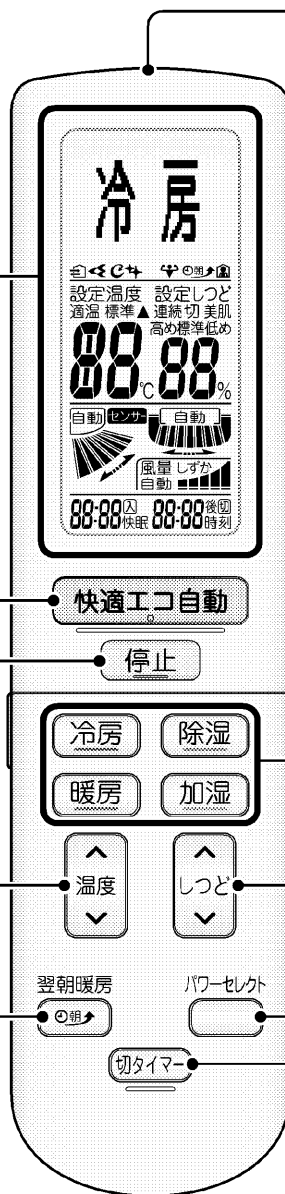 冷房
設定温度 設定しつど
適温 標準▲ 連続 切 美肌
高め標準低め
88℃ 88%
自動 センサー 自動
風量 しずか
自動
88:88 入 快眠 88:88 後切 時刻
快適エコ自動
停止
冷房 除湿
暖房 加湿
温度 しつど
翌朝暖房 パワーセレクト
朝
切タイマー